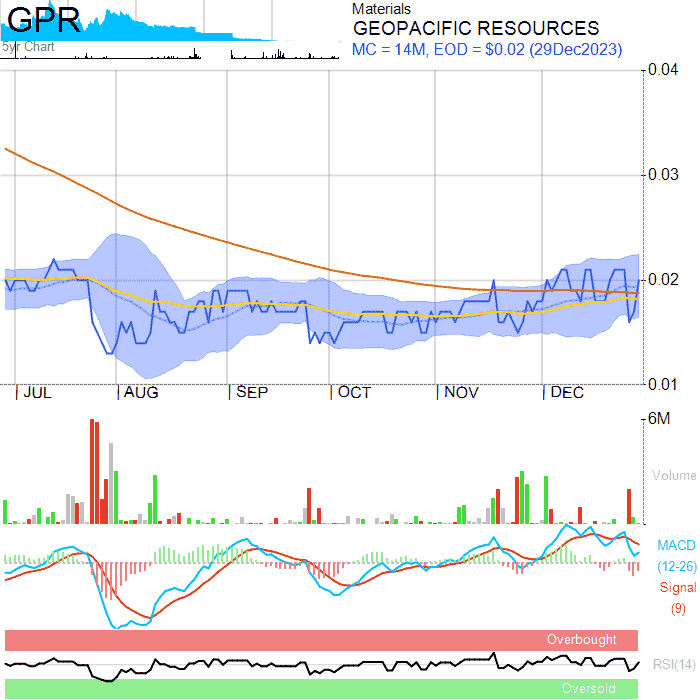 GPR
5yr Chart
Materials
GEOPACIFIC RESOURCES
MC = 14M, EOD = $0.02 (29Dec2023)
0.04
0.03
0.02
0.01
JUL AUG SEP OCT NOV DEC
6M
Volume
MACD
(12-26)
Signal
(9)
Overbought
RSI(14)
Oversold